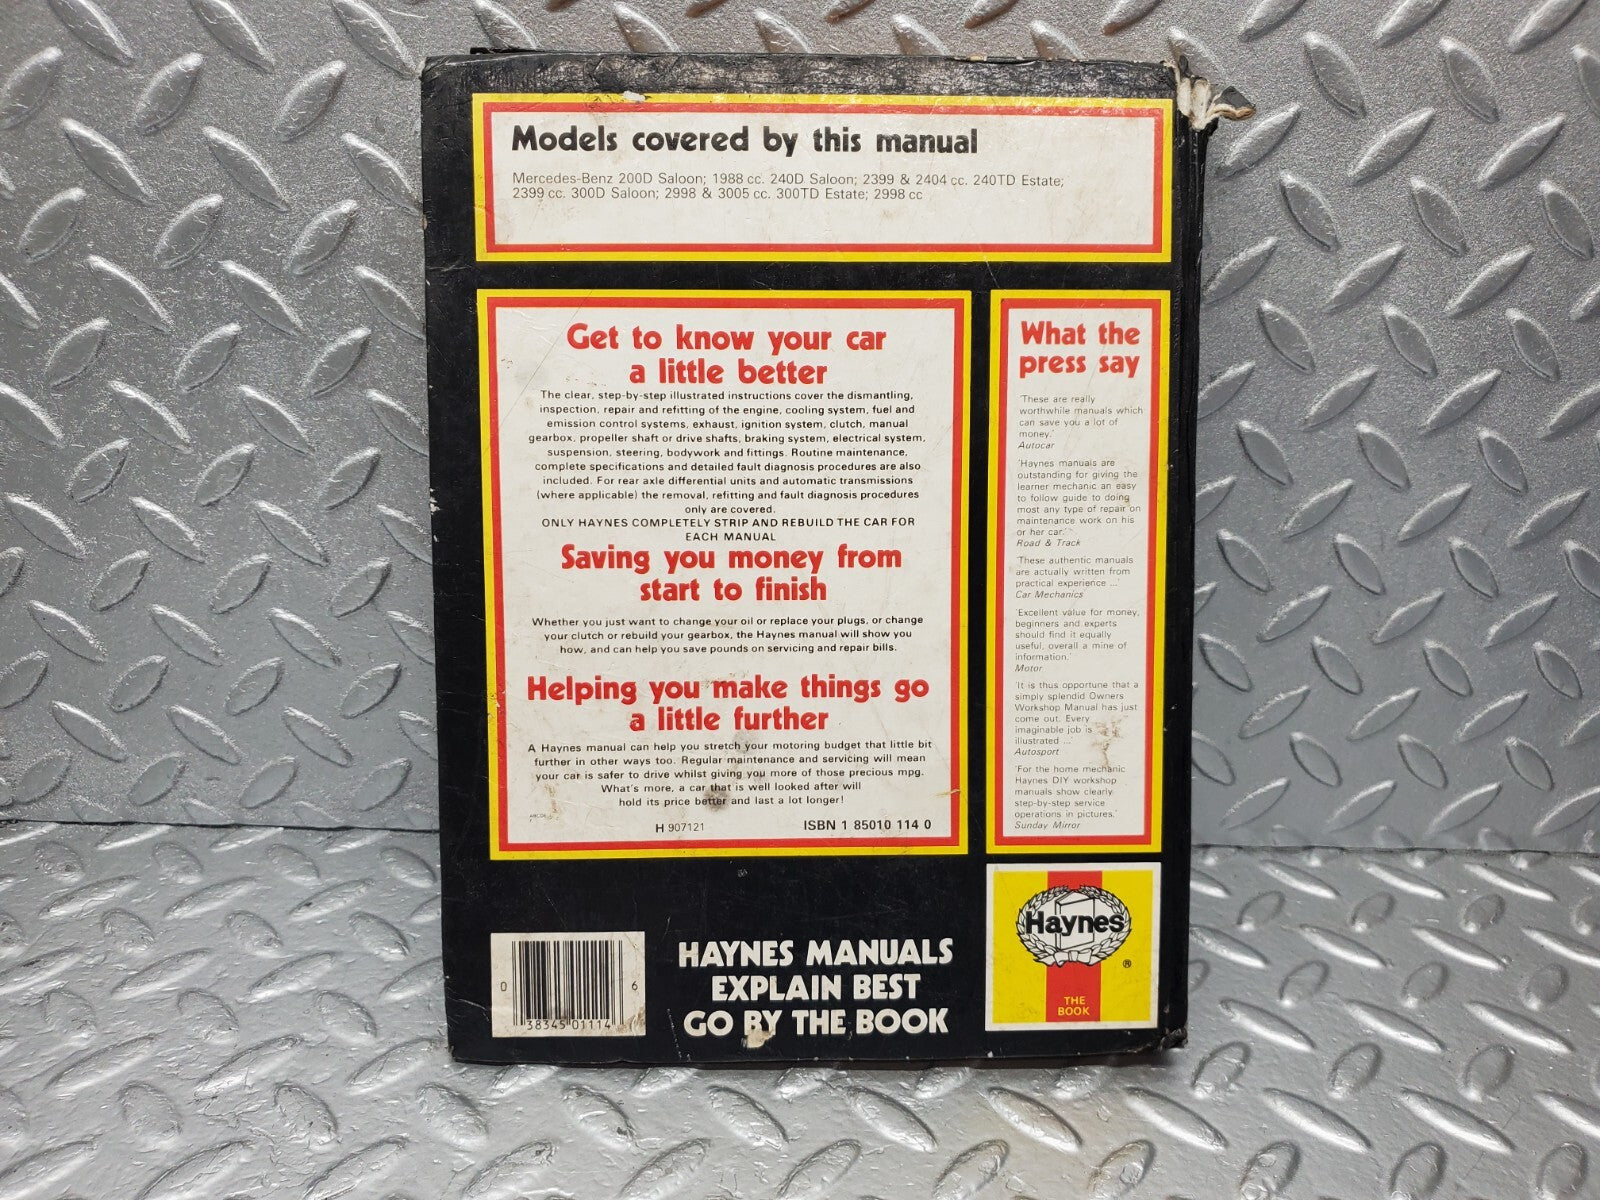 Models covered by this manual
Mercedes-Benz 200D Saloon; 1988 cc. 240D Saloon; 2399 & 2404 cc. 240TD Estate;
2399 cc. 300D Saloon; 2998 & 3005 cc. 300TD Estate; 2998 cc
Get to know your car
a little better
The clear, step-by-step illustrated instructions cover the dismantling,
inspection, repair and refitting of the engine, cooling system, fuel and
emission control systems, exhaust, ignition system, clutch, manual
gearbox, propeller shaft or drive shafts, braking system, electrical system,
suspension, steering, bodywork and fittings. Routine maintenance,
complete specifications and detailed fault diagnosis procedures are also
included. For rear axle differential units and automatic transmissions
(where applicable) the removal, refitting and fault diagnosis procedures
only are covered.
ONLY HAYNES COMPLETELY STRIP AND REBUILD THE CAR FOR
EACH MANUAL
Saving you money from
start to finish
Whether you just want to change your oil or replace your plugs, or change
your clutch or rebuild your gearbox, the Haynes manual will show you
how, and can help you save pounds on servicing and repair bills.
Helping you make things go
a little further
A Haynes manual can help you stretch your motoring budget that little bit
further in other ways too. Regular maintenance and servicing will mean
your car is safer to drive whilst giving you more of those precious mpg.
What's more, a car that is well looked after will
hold its price better and last a lot longer!
H 907121
ISBN 1 85010 114 0
What the
press say
'These are really
worthwhile manuals which
can save you a lot of
money.'
Autocar
'Haynes manuals are
outstanding for giving the
learner mechanic an easy
to follow guide to doing
most any type of repair on
maintenance work on his
or her car.'
Road & Track
'These authentic manuals
are actually written from
practical experience ...'
Car Mechanics
'Excellent value for money,
beginners and experts
should find it equally
useful, overall a mine of
information.'
Motor
'It is thus opportune that a
simply splendid Owners
Workshop Manual has just
come out. Every
imaginable job is
illustrated ...'
Autosport
'For the home mechanic
Haynes DIY workshop
manuals show clearly
step-by-step service
operations in pictures.'
Sunday Mirror
0 38345 01114 6
HAYNES MANUALS
EXPLAIN BEST
GO BY THE BOOK
Haynes
®
THE
BOOK